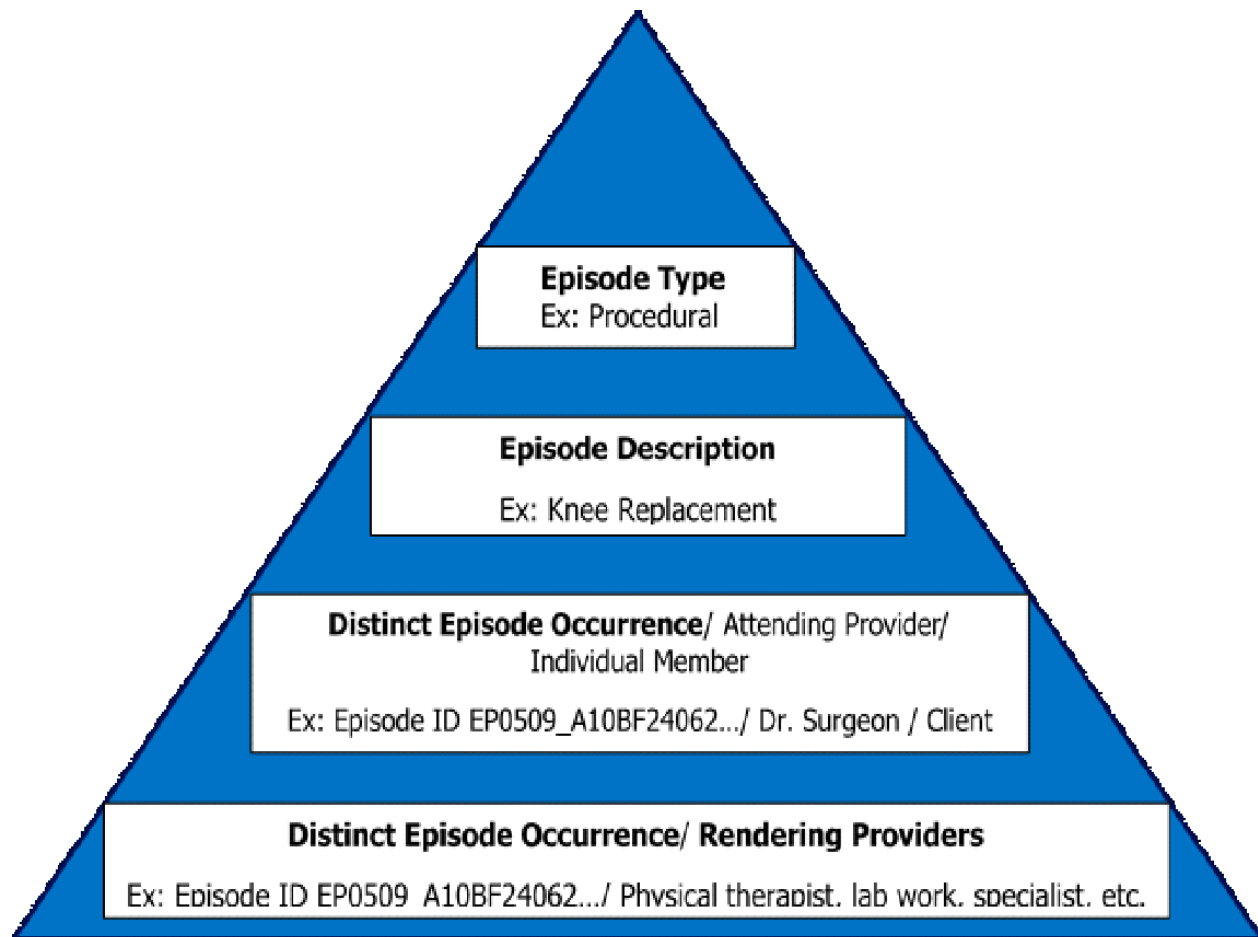 Episode Type
Ex: Procedural
Episode Description
Ex: Knee Replacement
Distinct Episode Occurrence/ Attending Provider/
Individual Member
Ex: Episode ID EP0509_A10BF24062.../ Dr. Surgeon / Client
Distinct Episode Occurrence/ Rendering Providers
Ex: Episode ID EP0509_A10BF24062.../ Physical therapist, lab work, specialist, etc.